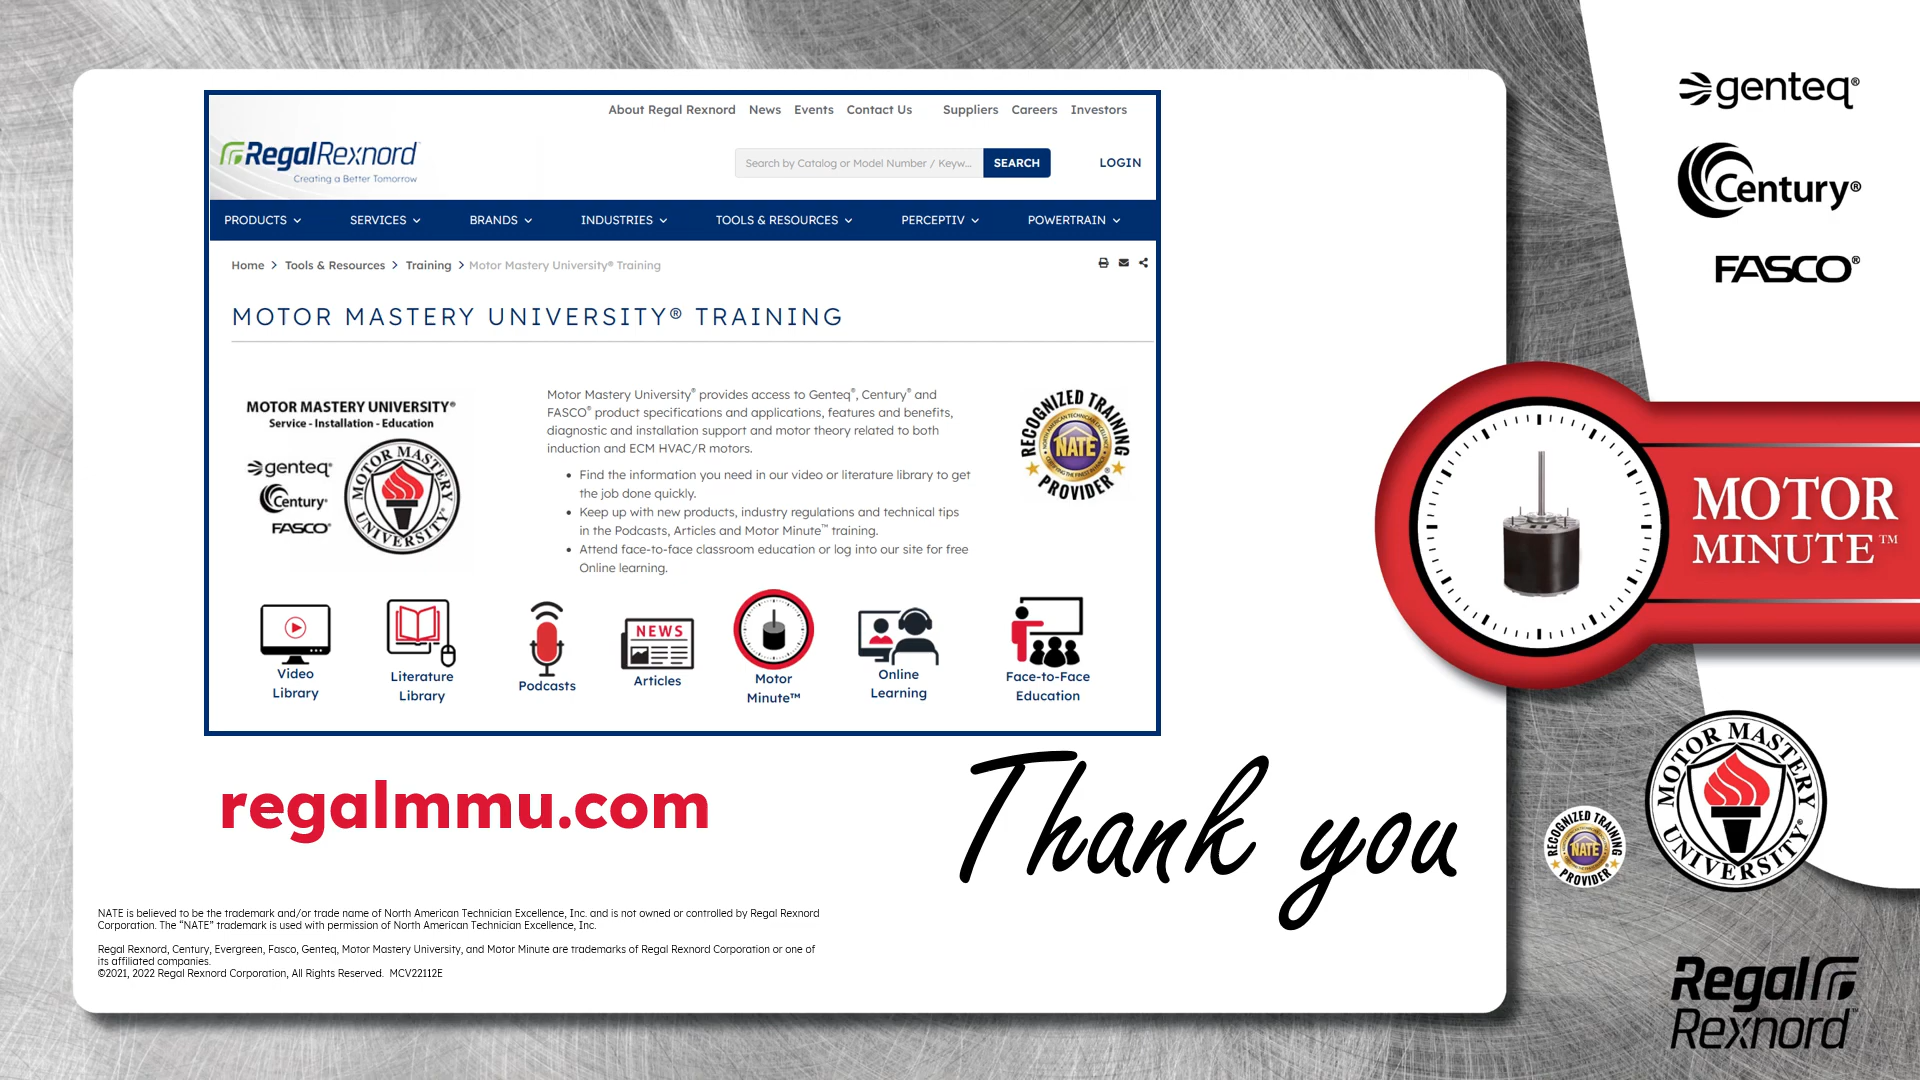 About Regal Rexnord News Events Contact Us Suppliers Careers Investors
RegalRexnord
Creating a Better Tomorrow
Search by Catalog or Model Number / Keyw...
SEARCH
LOGIN
PRODUCTS SERVICES BRANDS INDUSTRIES TOOLS & RESOURCES PERCEPTIV POWERTRAIN
Home > Tools & Resources > Training > Motor Mastery University® Training
MOTOR MASTERY UNIVERSITY® TRAINING
MOTOR MASTERY UNIVERSITY®
Service - Installation - Education
genteq®
Century®
FASCO®
MOTOR MASTERY UNIVERSITY®
Motor Mastery University® provides access to Genteq®, Century® and
FASCO® product specifications and applications, features and benefits,
diagnostic and installation support and motor theory related to both
induction and ECM HVAC/R motors.
• Find the information you need in our video or literature library to get
the job done quickly.
• Keep up with new products, industry regulations and technical tips
in the Podcasts, Articles and Motor Minute™ training.
• Attend face-to-face classroom education or log into our site for free
Online learning.
RECOGNIZED TRAINING PROVIDER
NATE
Video
Library
Literature
Library
Podcasts
NEWS
Articles
Motor
Minute™
Online
Learning
Face-to-Face
Education
regalmmu.com
Thank you
NATE is believed to be the trademark and/or trade name of North American Technician Excellence, Inc. and is not owned or controlled by Regal Rexnord
Corporation. The “NATE” trademark is used with permission of North American Technician Excellence, Inc.
Regal Rexnord, Century, Evergreen, Fasco, Genteq, Motor Mastery University, and Motor Minute are trademarks of Regal Rexnord Corporation or one of
its affiliated companies.
©2021, 2022 Regal Rexnord Corporation, All Rights Reserved. MCV22112E
genteq®
Century®
FASCO®
MOTOR
MINUTE™
MOTOR MASTERY UNIVERSITY®
RECOGNIZED TRAINING PROVIDER
NATE
Regal
Rexnord™